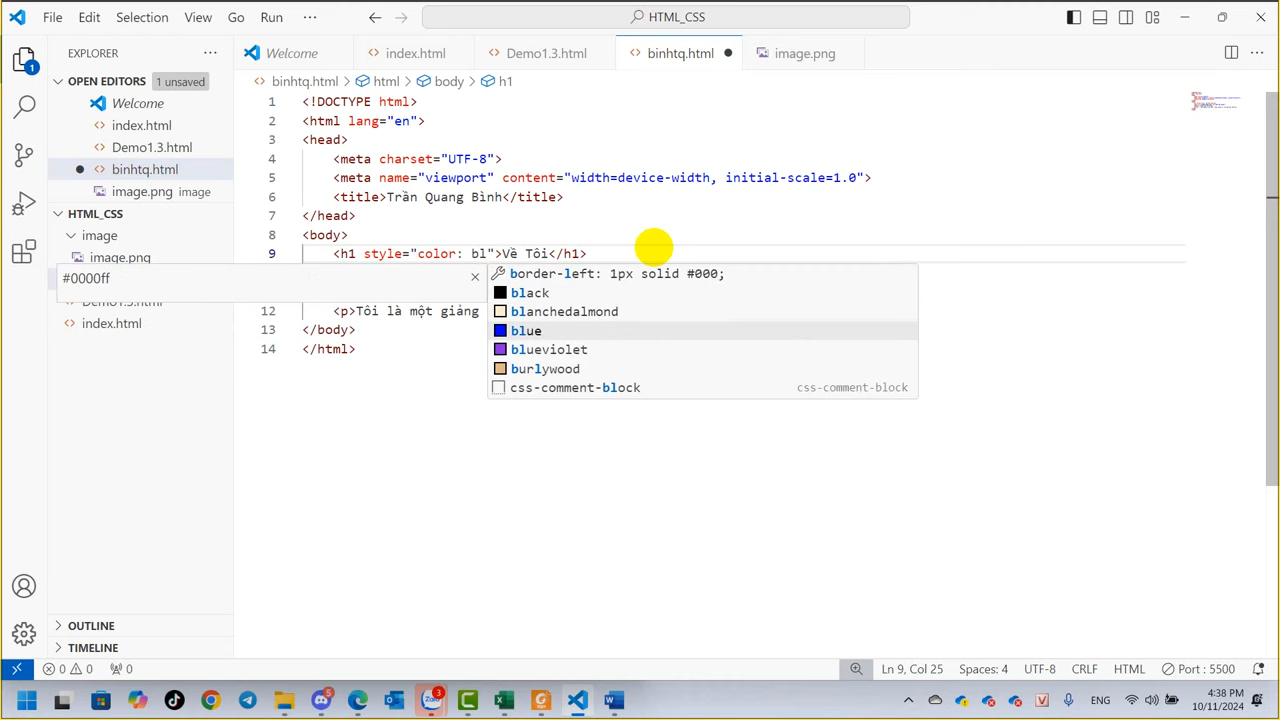 File Edit Selection View Go Run ··· HTML_CSS
EXPLORER ···
Welcome index.html Demo1.3.html binhtq.html image.png ···
OPEN EDITORS 1 unsaved
Welcome
index.html
Demo1.3.html
binhtq.html
image.png image
HTML_CSS
image
image.png
index.html
binhtq.html > html > body > h1
1 <!DOCTYPE html>
2 <html lang="en">
3 <head>
4 <meta charset="UTF-8">
5 <meta name="viewport" content="width=device-width, initial-scale=1.0">
6 <title>Trần Quang Bình</title>
7 </head>
8 <body>
9 <h1 style="color: bl">Về Tôi</h1>
#0000ff
border-left: 1px solid #000;
black
blanchedalmond
blue
blueviolet
burlywood
css-comment-block css-comment-block
12 <p>Tôi là một giảng
13 </body>
14 </html>
OUTLINE
TIMELINE
1
0 0 0 Ln 9, Col 25 Spaces: 4 UTF-8 CRLF HTML Port : 5500
5 Zalo 3 ENG 4:38 PM
10/11/2024